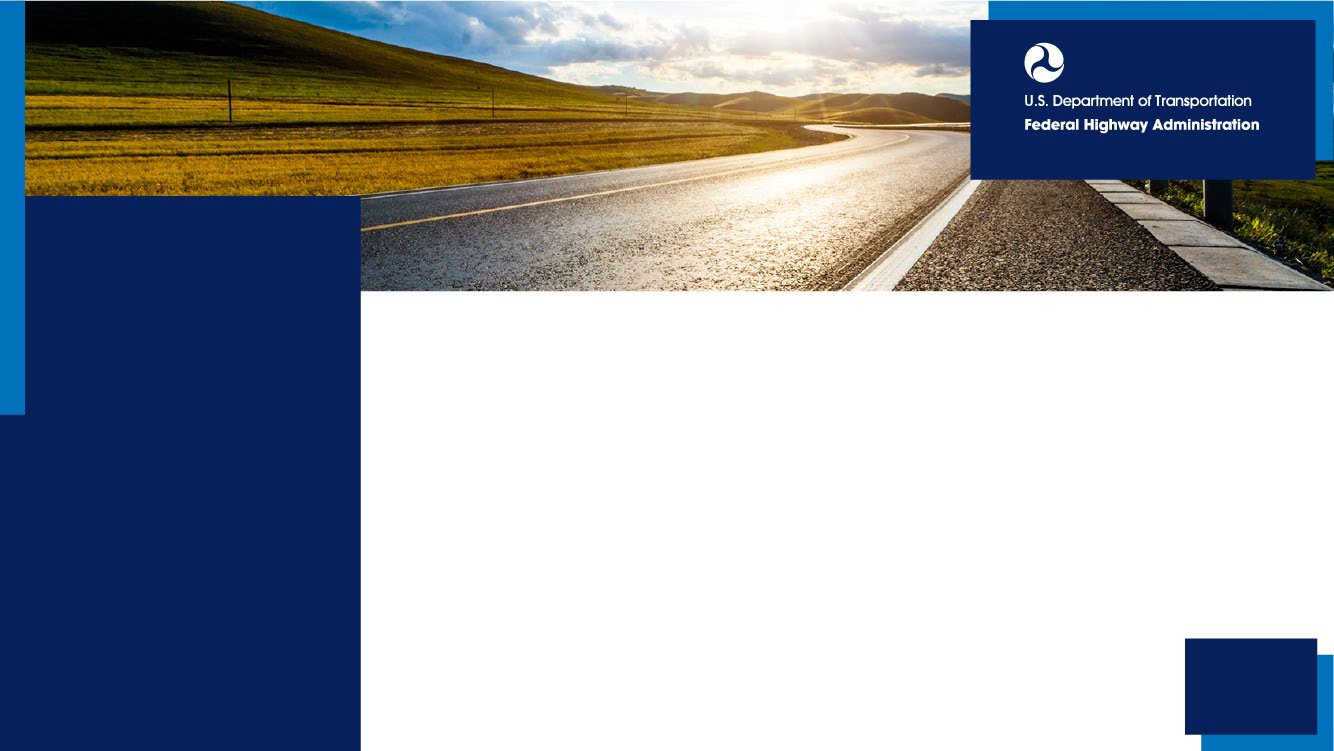 U.S. Department of Transportation
Federal Highway Administration